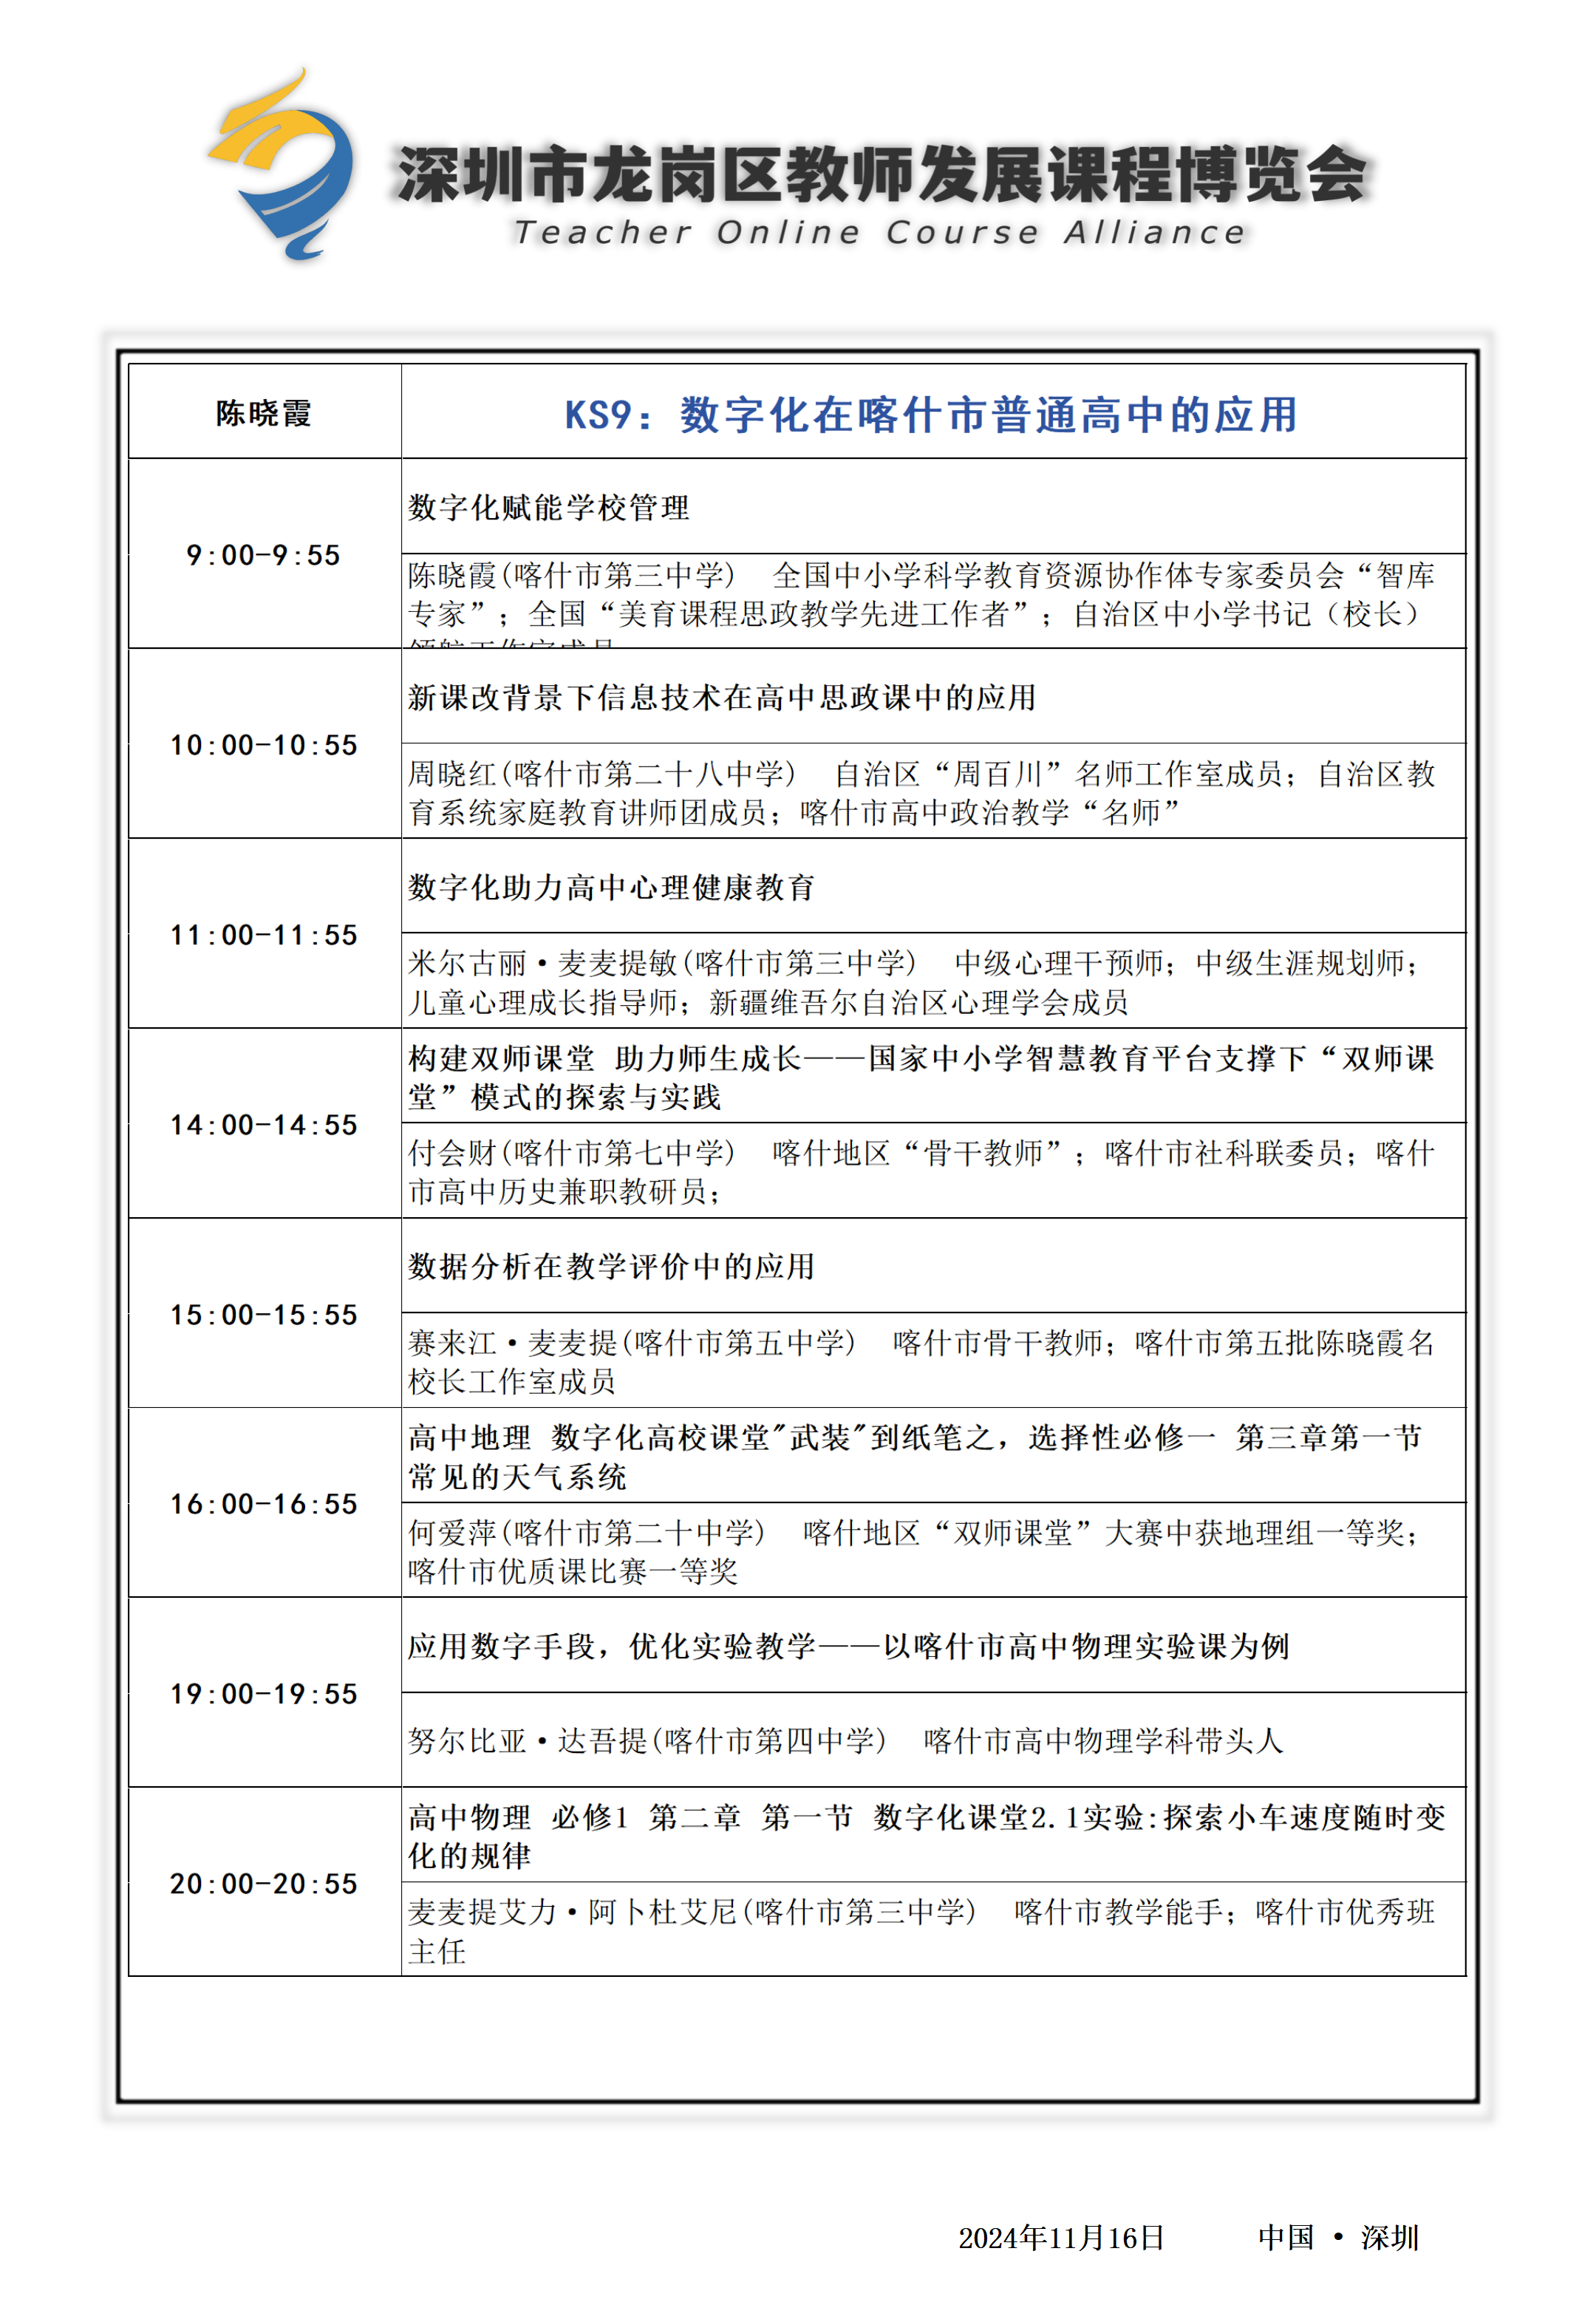 深圳市龙岗区教师发展课程博览会
Teacher Online Course Alliance
陈晓霞
KS9：数字化在喀什市普通高中的应用
9:00-9:55
数字化赋能学校管理
陈晓霞(喀什市第三中学)　全国中小学科学教育资源协作体专家委员会“智库
专家”；全国“美育课程思政教学先进工作者”；自治区中小学书记（校长）
10:00-10:55
新课改背景下信息技术在高中思政课中的应用
周晓红(喀什市第二十八中学)　自治区“周百川”名师工作室成员；自治区教
育系统家庭教育讲师团成员；喀什市高中政治教学“名师”
11:00-11:55
数字化助力高中心理健康教育
米尔古丽·麦麦提敏(喀什市第三中学)　中级心理干预师；中级生涯规划师；
儿童心理成长指导师；新疆维吾尔自治区心理学会成员
14:00-14:55
构建双师课堂 助力师生成长——国家中小学智慧教育平台支撑下“双师课
堂”模式的探索与实践
付会财(喀什市第七中学)　喀什地区“骨干教师”；喀什市社科联委员；喀什
市高中历史兼职教研员；
15:00-15:55
数据分析在教学评价中的应用
赛来江·麦麦提(喀什市第五中学)　喀什市骨干教师；喀什市第五批陈晓霞名
校长工作室成员
16:00-16:55
高中地理 数字化高校课堂"武装"到纸笔之，选择性必修一 第三章第一节
常见的天气系统
何爱萍(喀什市第二十中学)　喀什地区“双师课堂”大赛中获地理组一等奖；
喀什市优质课比赛一等奖
19:00-19:55
应用数字手段，优化实验教学——以喀什市高中物理实验课为例
努尔比亚·达吾提(喀什市第四中学)　喀什市高中物理学科带头人
20:00-20:55
高中物理 必修1 第二章 第一节 数字化课堂2.1实验:探索小车速度随时变
化的规律
麦麦提艾力·阿卜杜艾尼(喀什市第三中学)　喀什市教学能手；喀什市优秀班
主任
2024年11月16日　中国 · 深圳